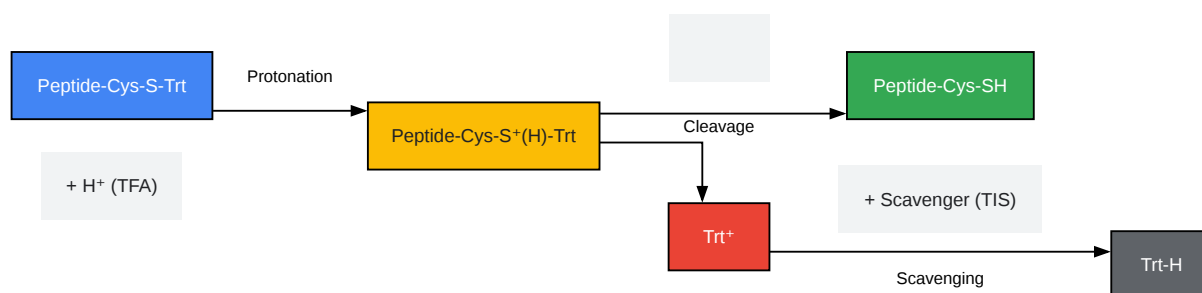 Peptide-Cys-S-Trt
Protonation
Peptide-Cys-SH
Peptide-Cys-S⁺(H)-Trt
Cleavage
+ H⁺ (TFA)
+ Scavenger (TIS)
Trt⁺
Trt-H
Scavenging